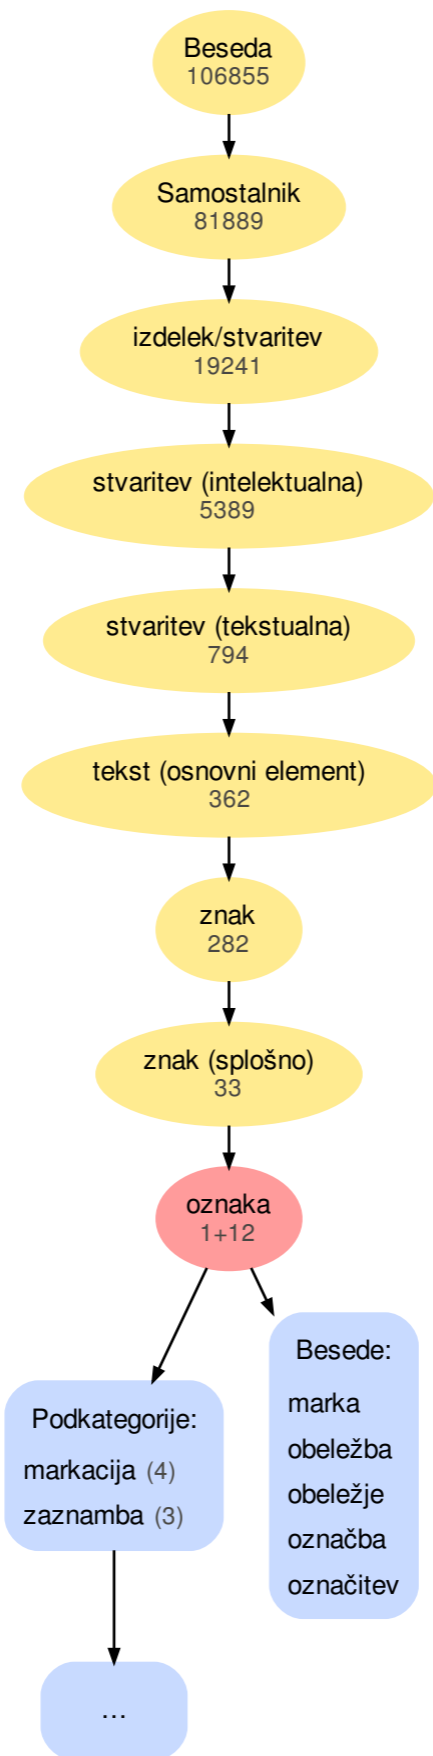 Beseda
106855
Samostalnik
81889
izdelek/stvaritev
19241
stvaritev (intelektualna)
5389
stvaritev (tekstualna)
794
tekst (osnovni element)
362
znak
282
znak (splošno)
33
oznaka
1+12
Podkategorije:
markacija (4)
zaznamba (3)
...
Besede:
marka
obeležba
obeležje
označba
označitev